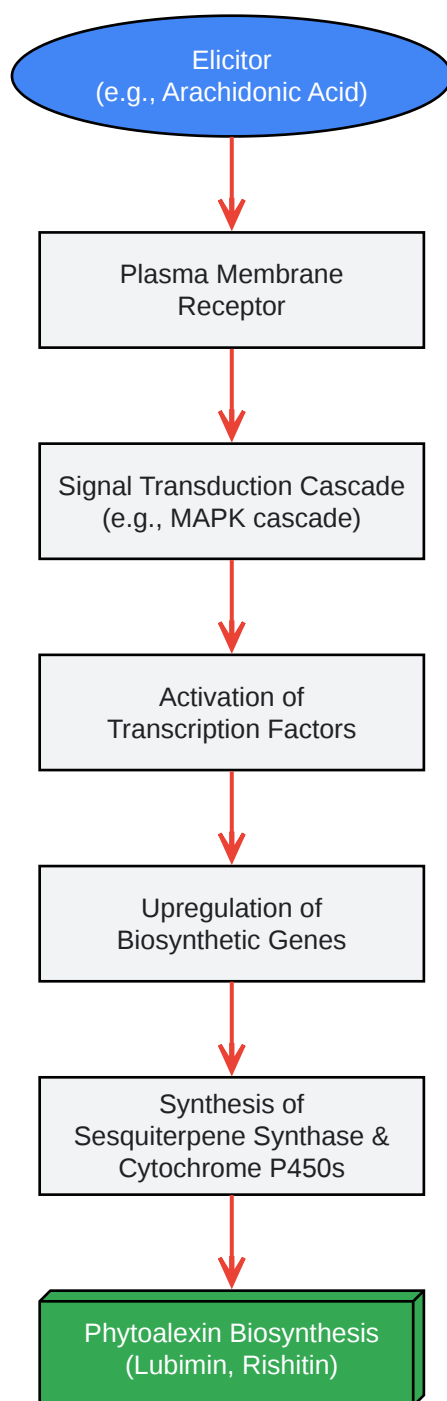 Elicitor
(e.g., Arachidonic Acid)
Plasma Membrane
Receptor
Signal Transduction Cascade
(e.g., MAPK cascade)
Activation of
Transcription Factors
Upregulation of
Biosynthetic Genes
Synthesis of
Sesquiterpene Synthase &
Cytochrome P450s
Phytoalexin Biosynthesis
(Lubimin, Rishitin)